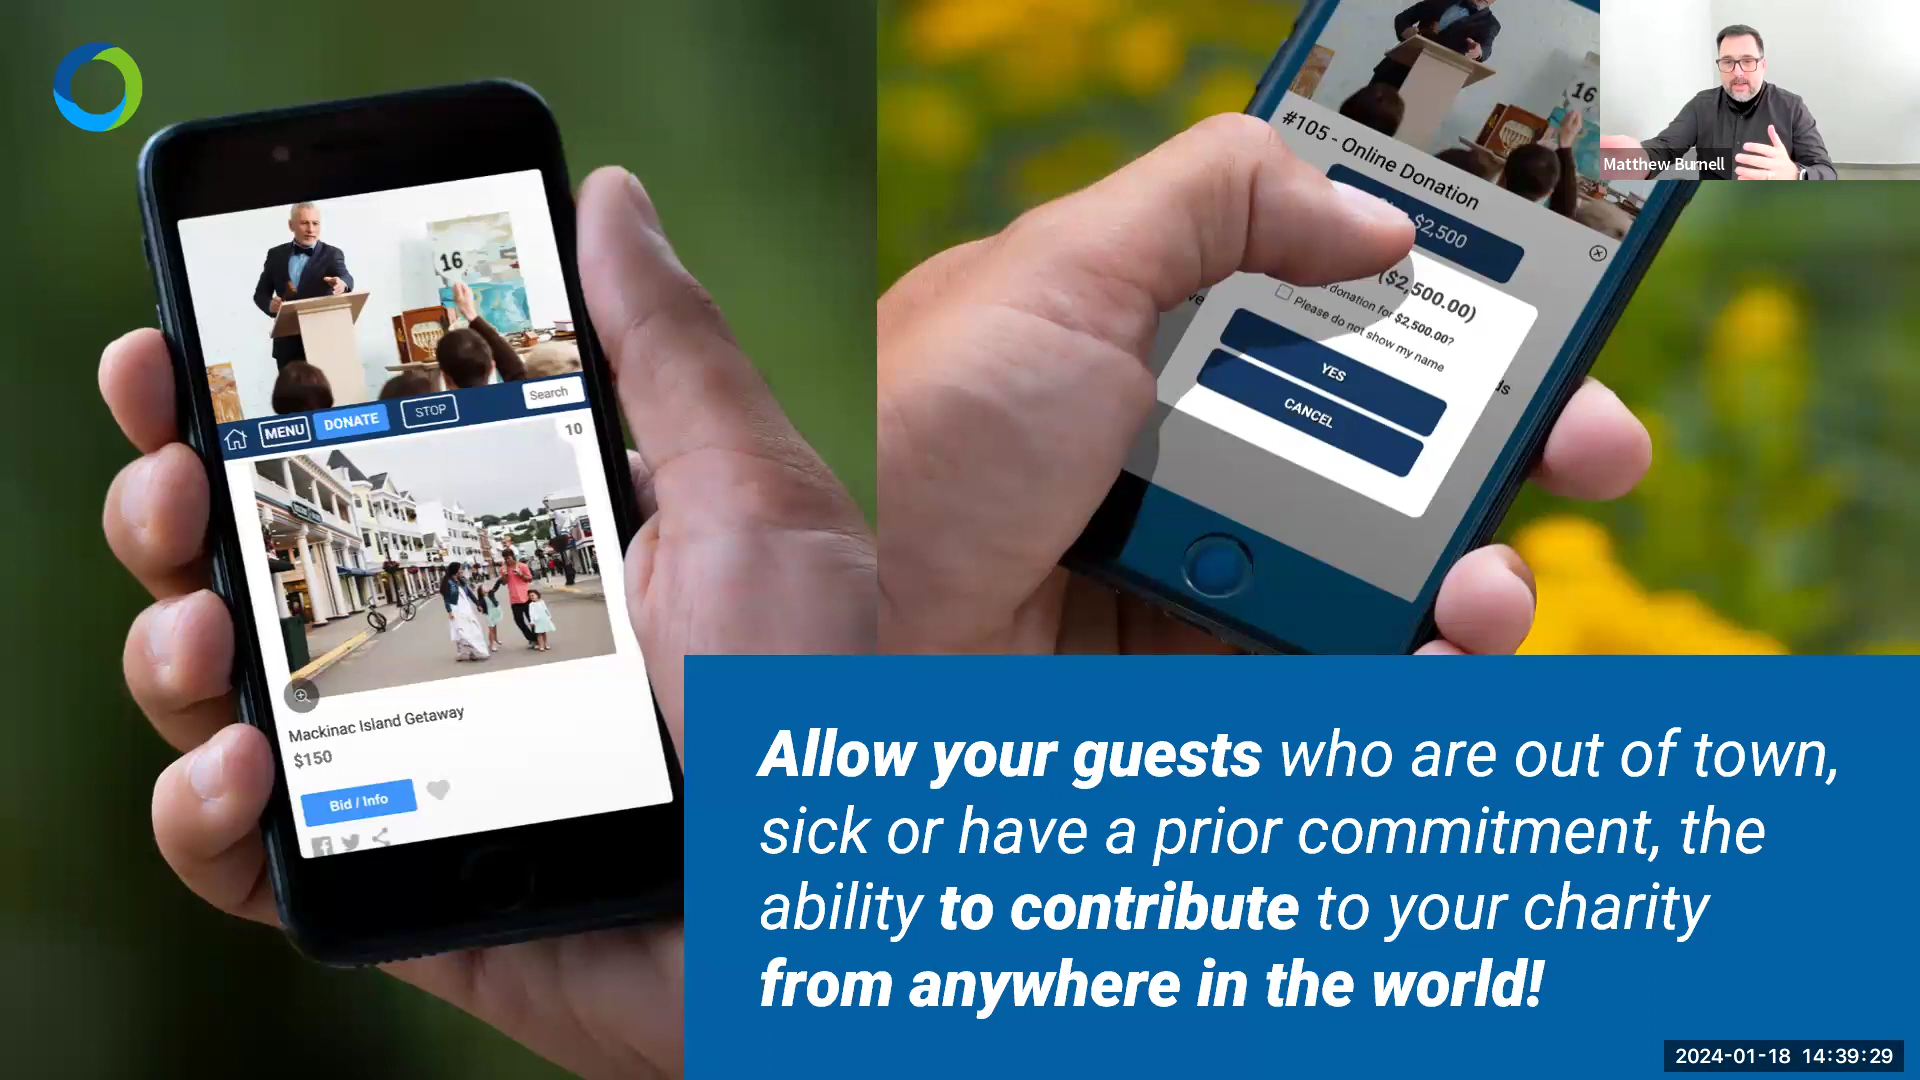 16
MENU
DONATE
STOP
Search
10
Mackinac Island Getaway
$150
Bid / Info
16
#105 - Online Donation
$2,500
($2,500.00)
donation for $2,500.00?
Please do not show my name
YES
CANCEL
Matthew Burnell
Allow your guests who are out of town,
sick or have a prior commitment, the
ability to contribute to your charity
from anywhere in the world!
2024-01-18 14:39:29